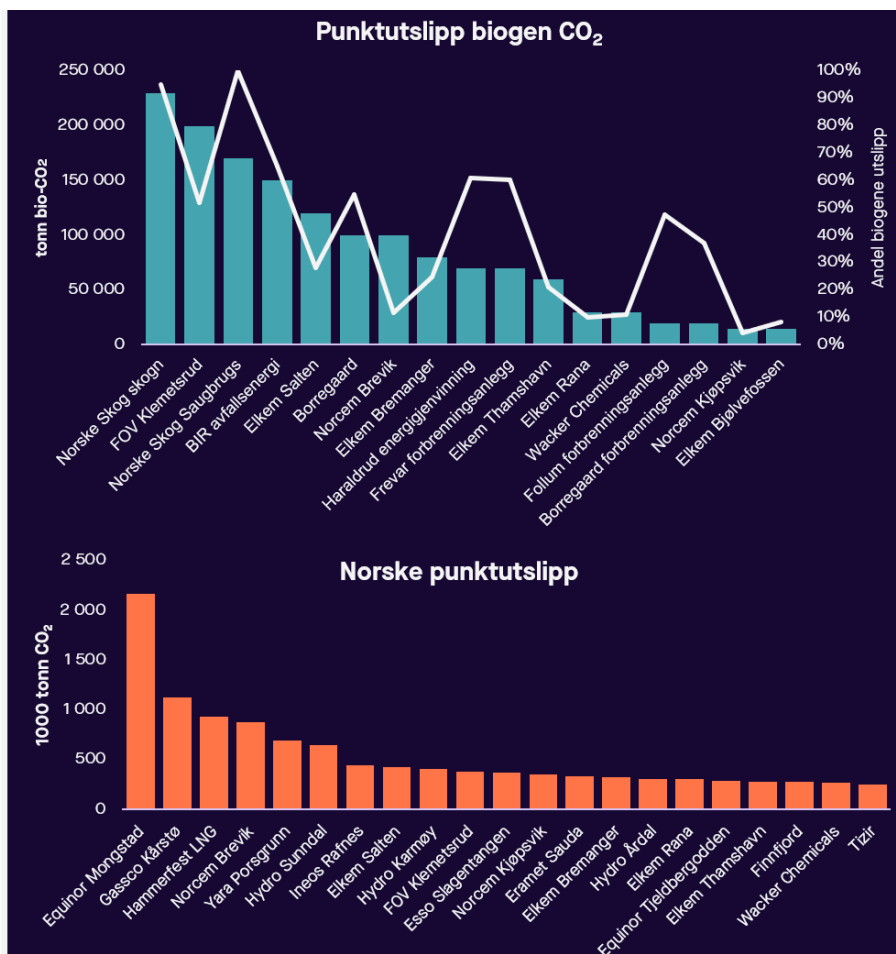 Punktutslipp biogen CO₂
250 000
200 000
150 000
100 000
50 000
0
tonn bio-CO₂
100%
90%
80%
70%
60%
50%
40%
30%
20%
10%
0%
Andel biogene utslipp
Norske Skog skogn
FOV Klemetsrud
Norske Skog Saugbrugs
BIR avfallsenergi
Elkem Salten
Borregaard
Norcem Brevik
Elkem Bremanger
Haraldrud energigjenvinning
Frevar forbrenningsanlegg
Elkem Thamshavn
Elkem Rana
Wacker Chemicals
Follum forbrenningsanlegg
Borregaard forbrenningsanlegg
Norcem Kjøpsvik
Elkem Bjølvefossen
Norske punktutslipp
2 500
2 000
1 500
1 000
500
0
1000 tonn CO₂
Equinor Mongstad
Gassco Kårstø
Hammerfest LNG
Norcem Brevik
Yara Porsgrunn
Hydro Sunndal
Ineos Rafnes
Elkem Salten
Hydro Karmøy
FOV Klemetsrud
Esso Slagentangen
Norcem Kjøpsvik
Eramet Sauda
Elkem Bremanger
Hydro Årdal
Elkem Rana
Equinor Tjeldbergodden
Elkem Thamshavn
Finnfjord
Wacker Chemicals
Tizir